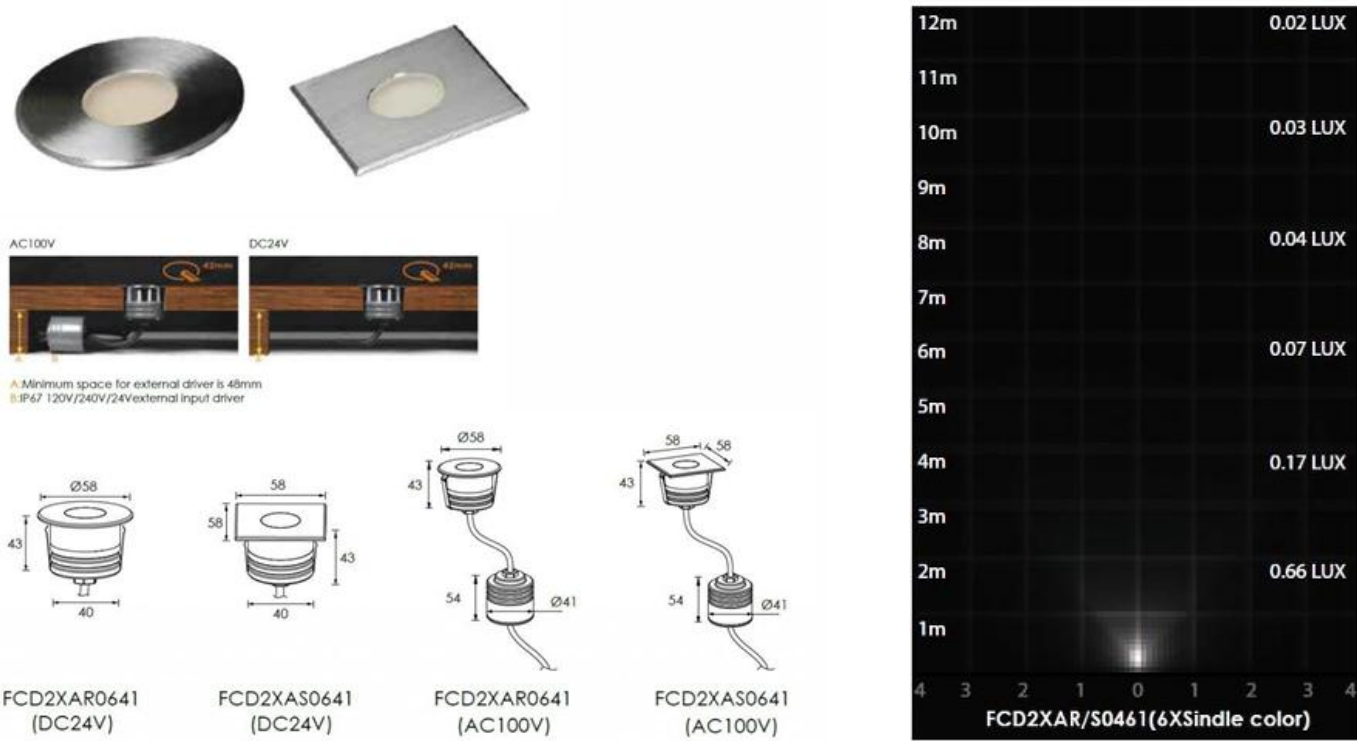 AC100V
DC24V
42mm
42mm
A
B
A
A:Minimum space for external driver is 48mm
B:IP67 120V/240V/24Vexternal input driver
Ø58
43
40
FCD2XAR0641
(DC24V)
58
58
43
40
FCD2XAS0641
(DC24V)
Ø58
43
54
Ø41
FCD2XAR0641
(AC100V)
58
58
43
54
Ø41
FCD2XAS0641
(AC100V)
12m 0.02 LUX
11m
10m 0.03 LUX
9m
8m 0.04 LUX
7m
6m 0.07 LUX
5m
4m 0.17 LUX
3m
2m 0.66 LUX
1m
4 3 2 1 0 1 2 3 4
FCD2XAR/S0461(6XSindle color)